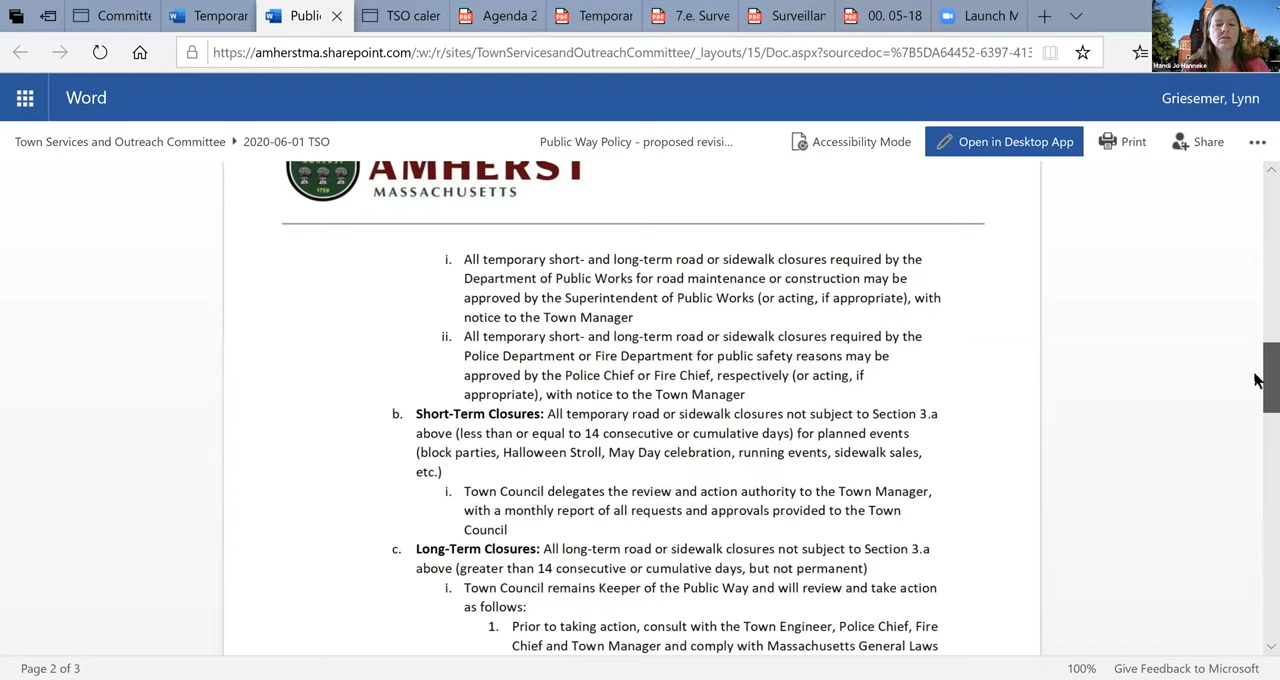 Committe
Temporar
Public
TSO caler
Agenda 2
Temporar
7.e. Surve
Surveillar
00. 05-18
Launch M
https://amherstma.sharepoint.com/:w:/r/sites/TownServicesandOutreachCommittee/_layouts/15/Doc.aspx?sourcedoc=%7B5DA64452-6397-413
Mandi Jo Hanneke
Word
Griesemer, Lynn
Town Services and Outreach Committee
2020-06-01 TSO
Public Way Policy - proposed revisi...
Accessibility Mode
Open in Desktop App
Print
Share
1759
AMHERST
MASSACHUSETTS
i. All temporary short- and long-term road or sidewalk closures required by the
Department of Public Works for road maintenance or construction may be
approved by the Superintendent of Public Works (or acting, if appropriate), with
notice to the Town Manager
ii. All temporary short- and long-term road or sidewalk closures required by the
Police Department or Fire Department for public safety reasons may be
approved by the Police Chief or Fire Chief, respectively (or acting, if
appropriate), with notice to the Town Manager
b. Short-Term Closures: All temporary road or sidewalk closures not subject to Section 3.a
above (less than or equal to 14 consecutive or cumulative days) for planned events
(block parties, Halloween Stroll, May Day celebration, running events, sidewalk sales,
etc.)
i. Town Council delegates the review and action authority to the Town Manager,
with a monthly report of all requests and approvals provided to the Town
Council
c. Long-Term Closures: All long-term road or sidewalk closures not subject to Section 3.a
above (greater than 14 consecutive or cumulative days, but not permanent)
i. Town Council remains Keeper of the Public Way and will review and take action
as follows:
1. Prior to taking action, consult with the Town Engineer, Police Chief, Fire
Chief and Town Manager and comply with Massachusetts General Laws
Page 2 of 3
100%
Give Feedback to Microsoft